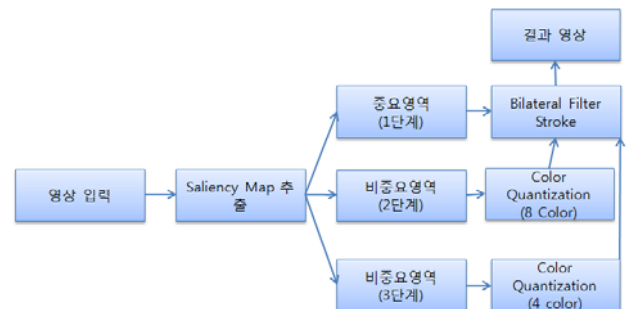 결과 영상
중요영역
(1단계)
Bilateral Filter
Stroke
영상 입력
Saliency Map 추
출
비중요영역
(2단계)
Color
Quantization
(8 Color)
비중요영역
(3단계)
Color
Quantization
(4 color)